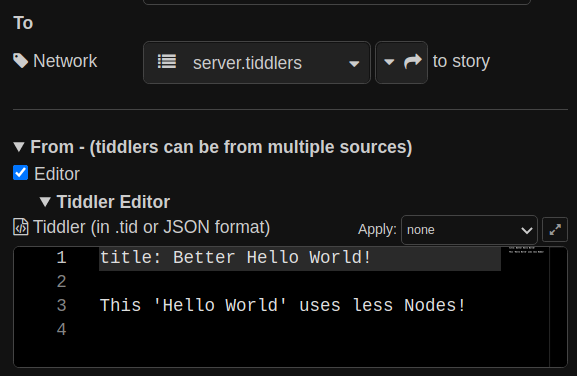 To
Network server.tiddlers to story
▼ From - (tiddlers can be from multiple sources)
Editor
▼ Tiddler Editor
Tiddler (in .tid or JSON format) Apply: none
1 title: Better Hello World!
2
3 This 'Hello World' uses less Nodes!
4